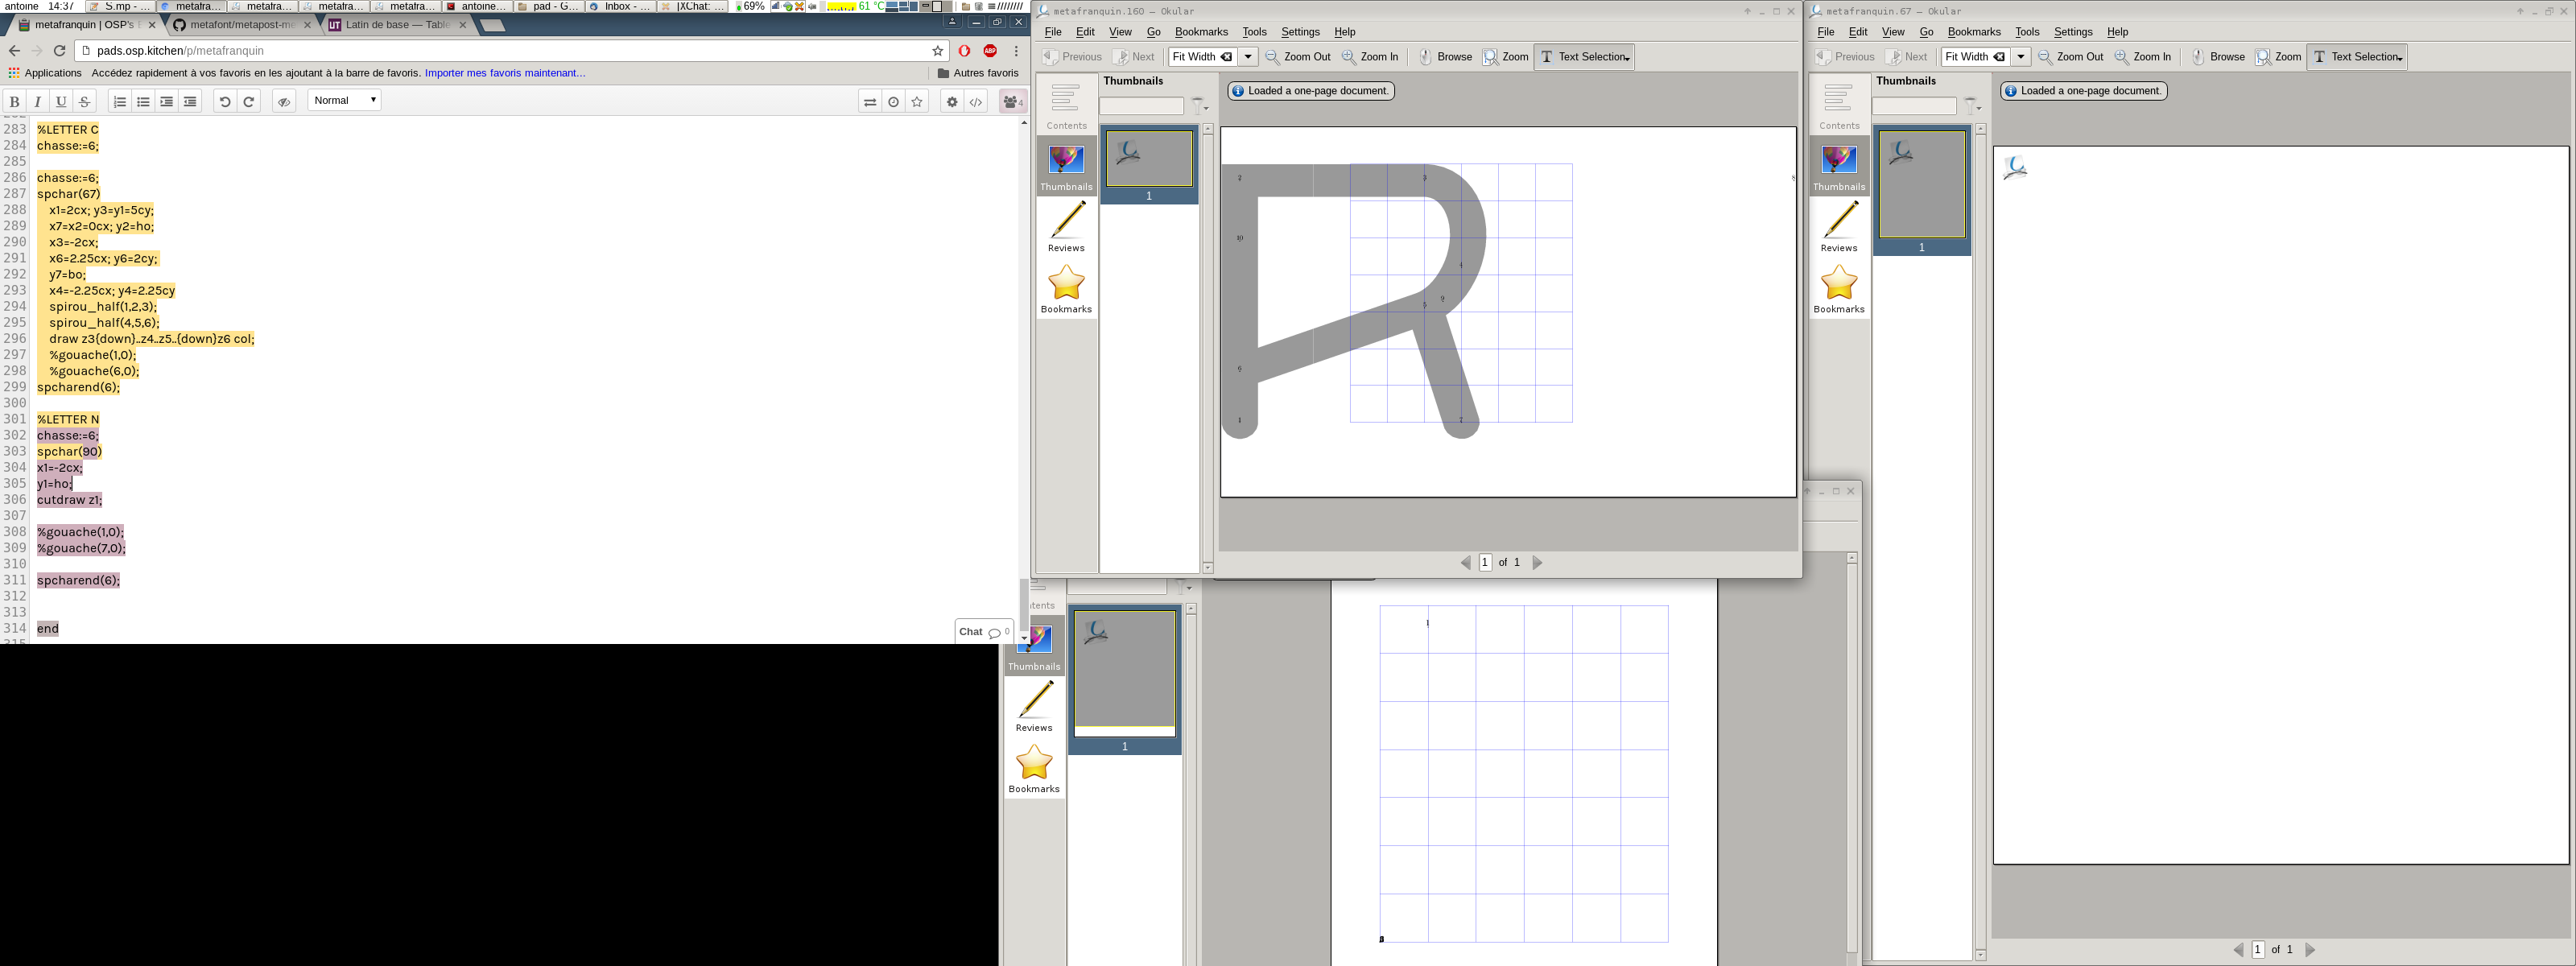 antoine 14:37 S.mp - ... metafra... metafra... metafra... metafra... antoine... pad - G... Inbox - ... |XChat: ... 69% 61 °C
metafranquin | OSP's metafont/metapost-me Latin de base — Table
pads.osp.kitchen/p/metafranquin
Applications Accédez rapidement à vos favoris en les ajoutant à la barre de favoris. Importer mes favoris maintenant... Autres favoris
B I U S Normal 4
283 %LETTER C
284 chasse:=6;
285
286 chasse:=6;
287 spchar(67)
288 x1=2cx; y3=y1=5cy;
289 x7=x2=0cx; y2=ho;
290 x3=-2cx;
291 x6=2.25cx; y6=2cy;
292 y7=bo;
293 x4=-2.25cx; y4=2.25cy
294 spirou_half(1,2,3);
295 spirou_half(4,5,6);
296 draw z3{down}..z4..z5..{down}z6 col;
297 %gouache(1,0);
298 %gouache(6,0);
299 spcharend(6);
300
301 %LETTER N
302 chasse:=6;
303 spchar(90)
304 x1=-2cx;
305 y1=ho;
306 cutdraw z1;
307
308 %gouache(1,0);
309 %gouache(7,0);
310
311 spcharend(6);
312
313
314 end
Chat 0
metafranquin.160 — Okular
File Edit View Go Bookmarks Tools Settings Help
Previous Next Fit Width Zoom Out Zoom In Browse Zoom Text Selection
Thumbnails
Loaded a one-page document.
Contents
Thumbnails
1
Reviews
Bookmarks
2 3
10
4
9
6
1 2
1 of 1
metafranquin.67 — Okular
File Edit View Go Bookmarks Tools Settings Help
Previous Next Fit Width Zoom Out Zoom In Browse Zoom Text Selection
Thumbnails
Loaded a one-page document.
Contents
Thumbnails
1
Reviews
Bookmarks
1 of 1
tents
Thumbnails
Reviews
1
Bookmarks
1